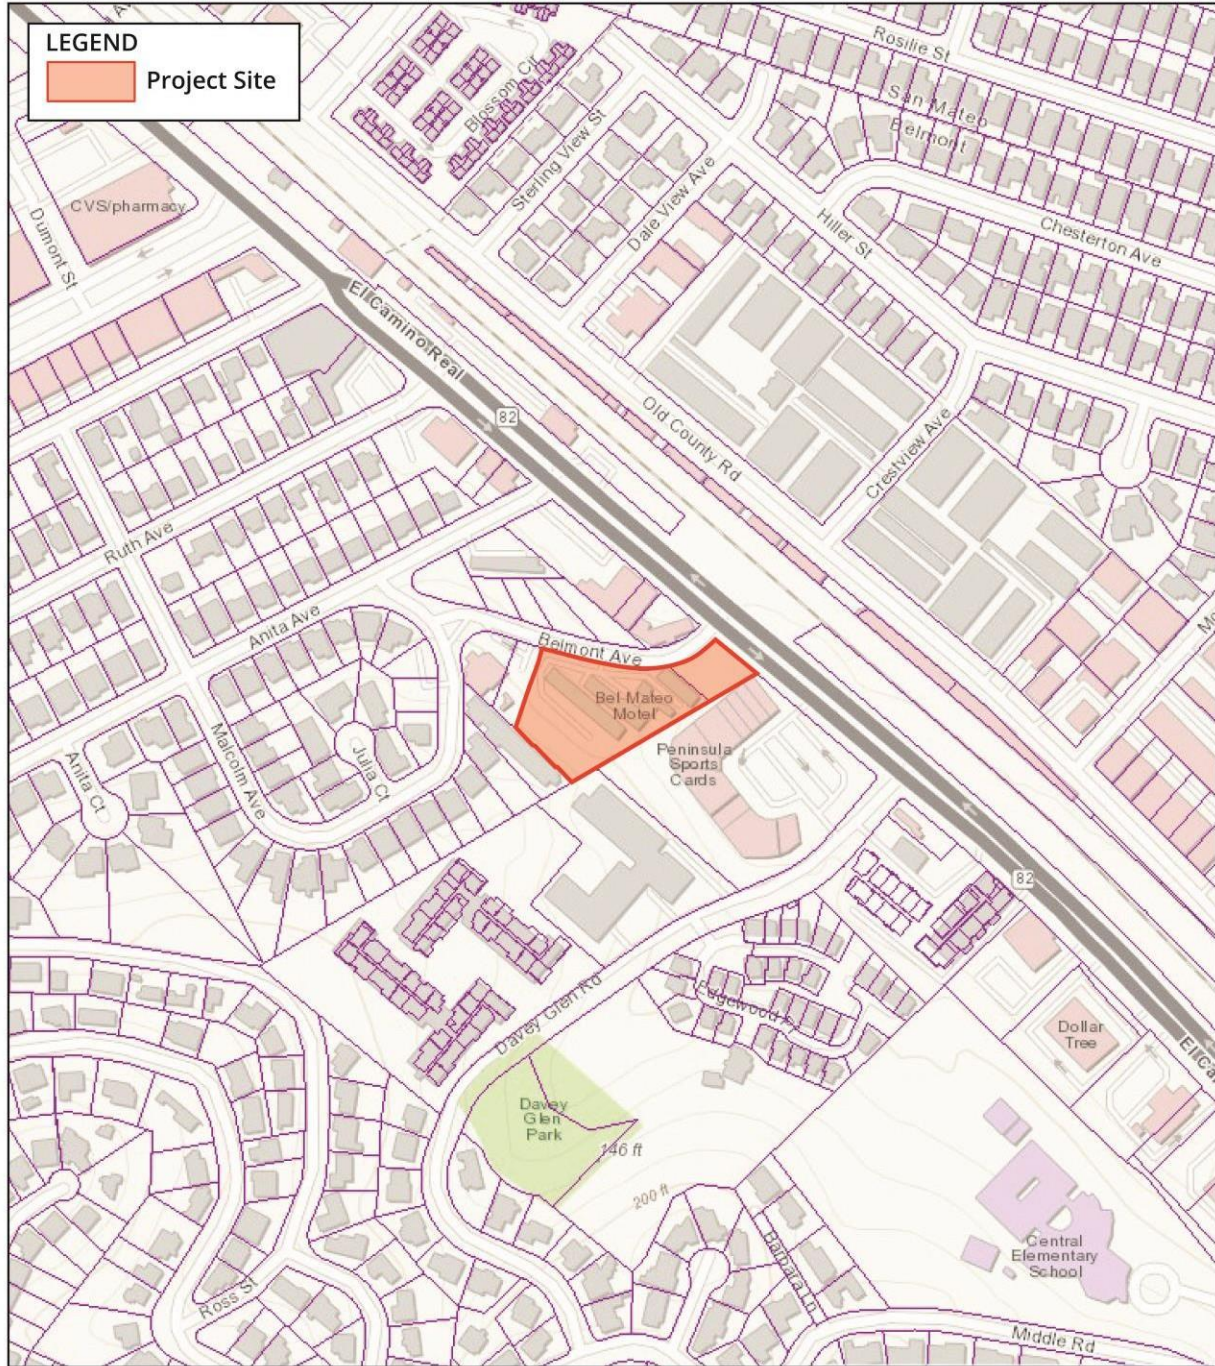 LEGEND
Project Site
Rosilie St
San Mateo
Belmont
Blossom Cir
Sterling View St
Dale View Ave
Hiller St
Chesterton Ave
CVS/pharmacy
Dumont St
El Camino Real
82
Old County Rd
Crestview Ave
Ruth Ave
Anita Ave
Belmont Ave
Bel Mateo
Motel
Peninsula
Sports
Cards
Malcolm Ave
Julia Ct
Anita Ct
82
Davey Glen Rd
Dollar
Tree
El Ca
Davey
Glen
Park
146 ft
200 ft
Barbara Ln
Central
Elementary
School
Ross St
Middle Rd